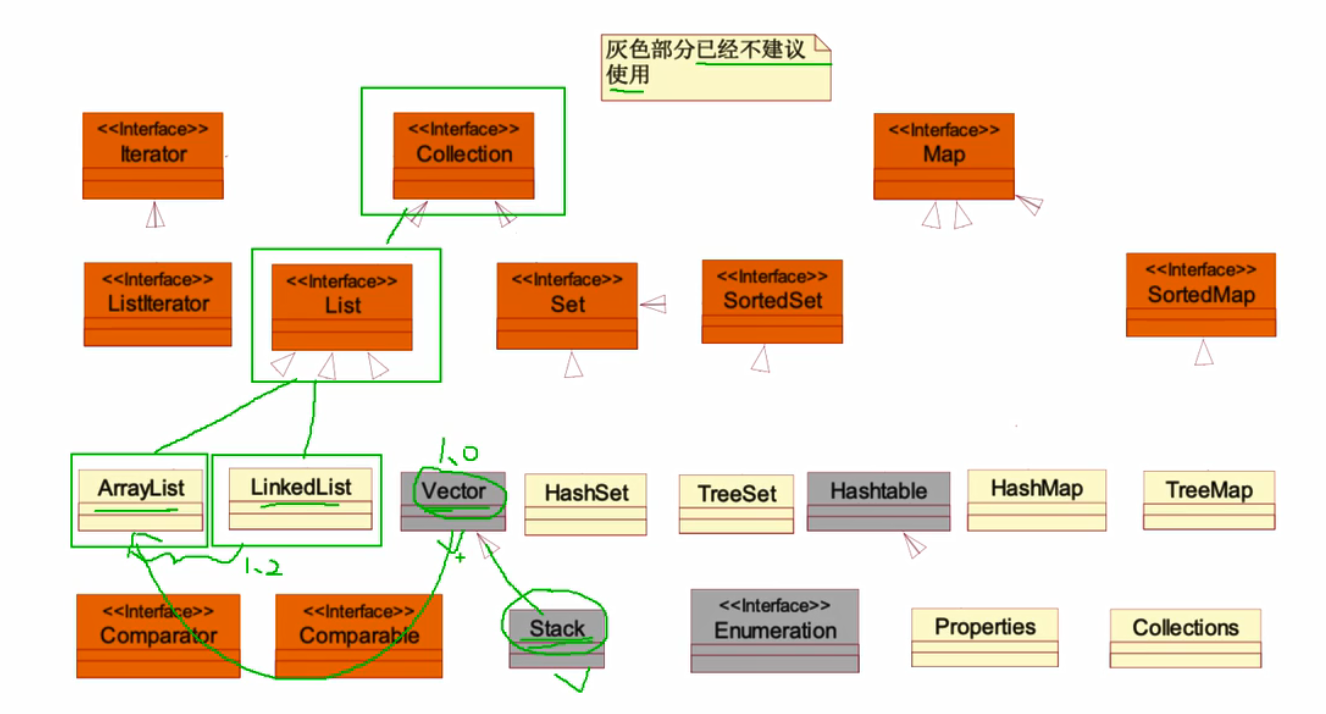 灰色部分已经不建议
使用
<<Interface>>
Iterator
<<Interface>>
Collection
<<Interface>>
Map
<<Interface>>
ListIterator
<<Interface>>
List
<<Interface>>
Set
<<Interface>>
SortedSet
<<Interface>>
SortedMap
1、0
ArrayList
LinkedList
Vector
HashSet
TreeSet
Hashtable
HashMap
TreeMap
1、2
<<Interface>>
Comparator
<<Interface>>
Comparable
Stack
<<Interface>>
Enumeration
Properties
Collections